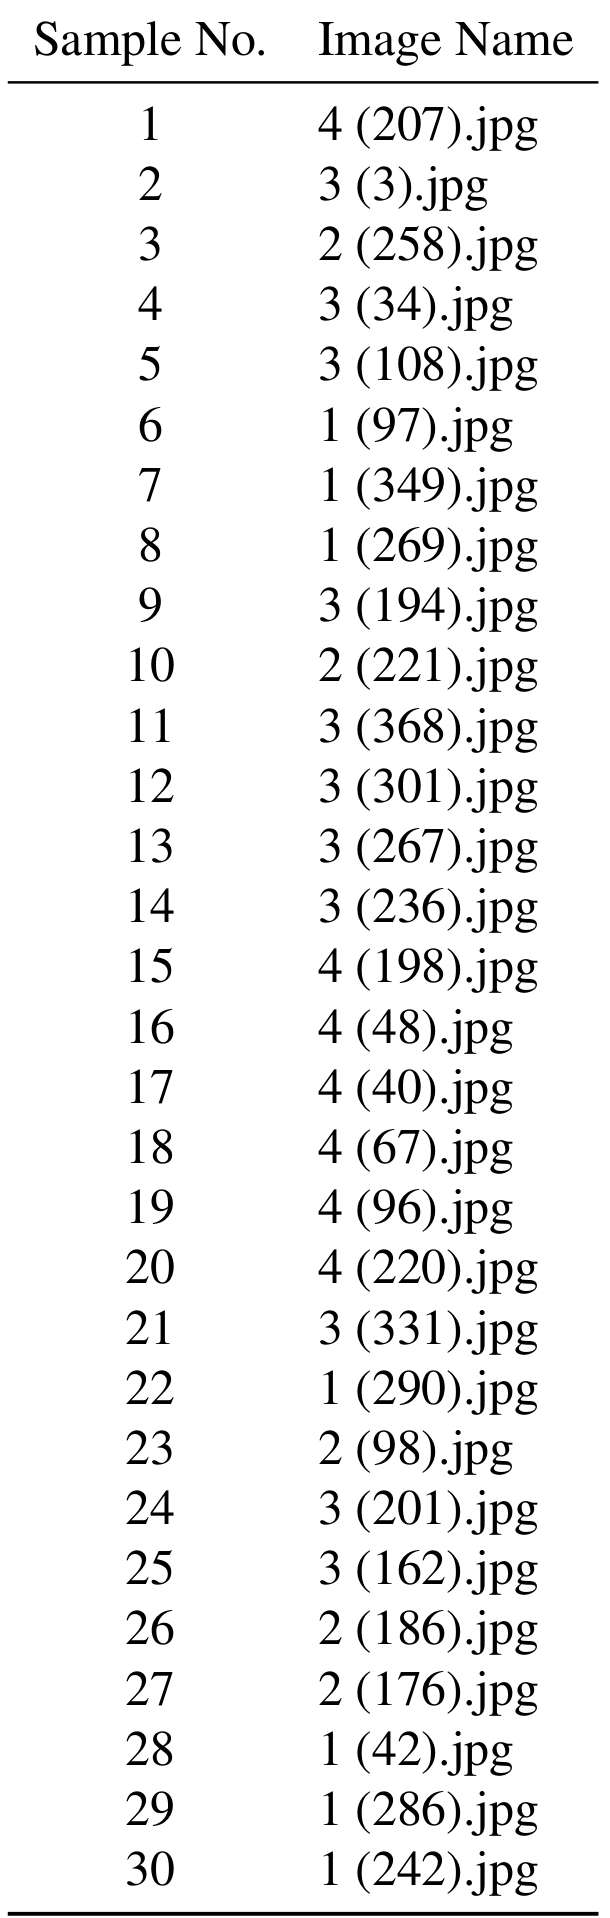 Sample No. Image Name
1 4 (207).jpg
2 3 (3).jpg
3 2 (258).jpg
4 3 (34).jpg
5 3 (108).jpg
6 1 (97).jpg
7 1 (349).jpg
8 1 (269).jpg
9 3 (194).jpg
10 2 (221).jpg
11 3 (368).jpg
12 3 (301).jpg
13 3 (267).jpg
14 3 (236).jpg
15 4 (198).jpg
16 4 (48).jpg
17 4 (40).jpg
18 4 (67).jpg
19 4 (96).jpg
20 4 (220).jpg
21 3 (331).jpg
22 1 (290).jpg
23 2 (98).jpg
24 3 (201).jpg
25 3 (162).jpg
26 2 (186).jpg
27 2 (176).jpg
28 1 (42).jpg
29 1 (286).jpg
30 1 (242).jpg